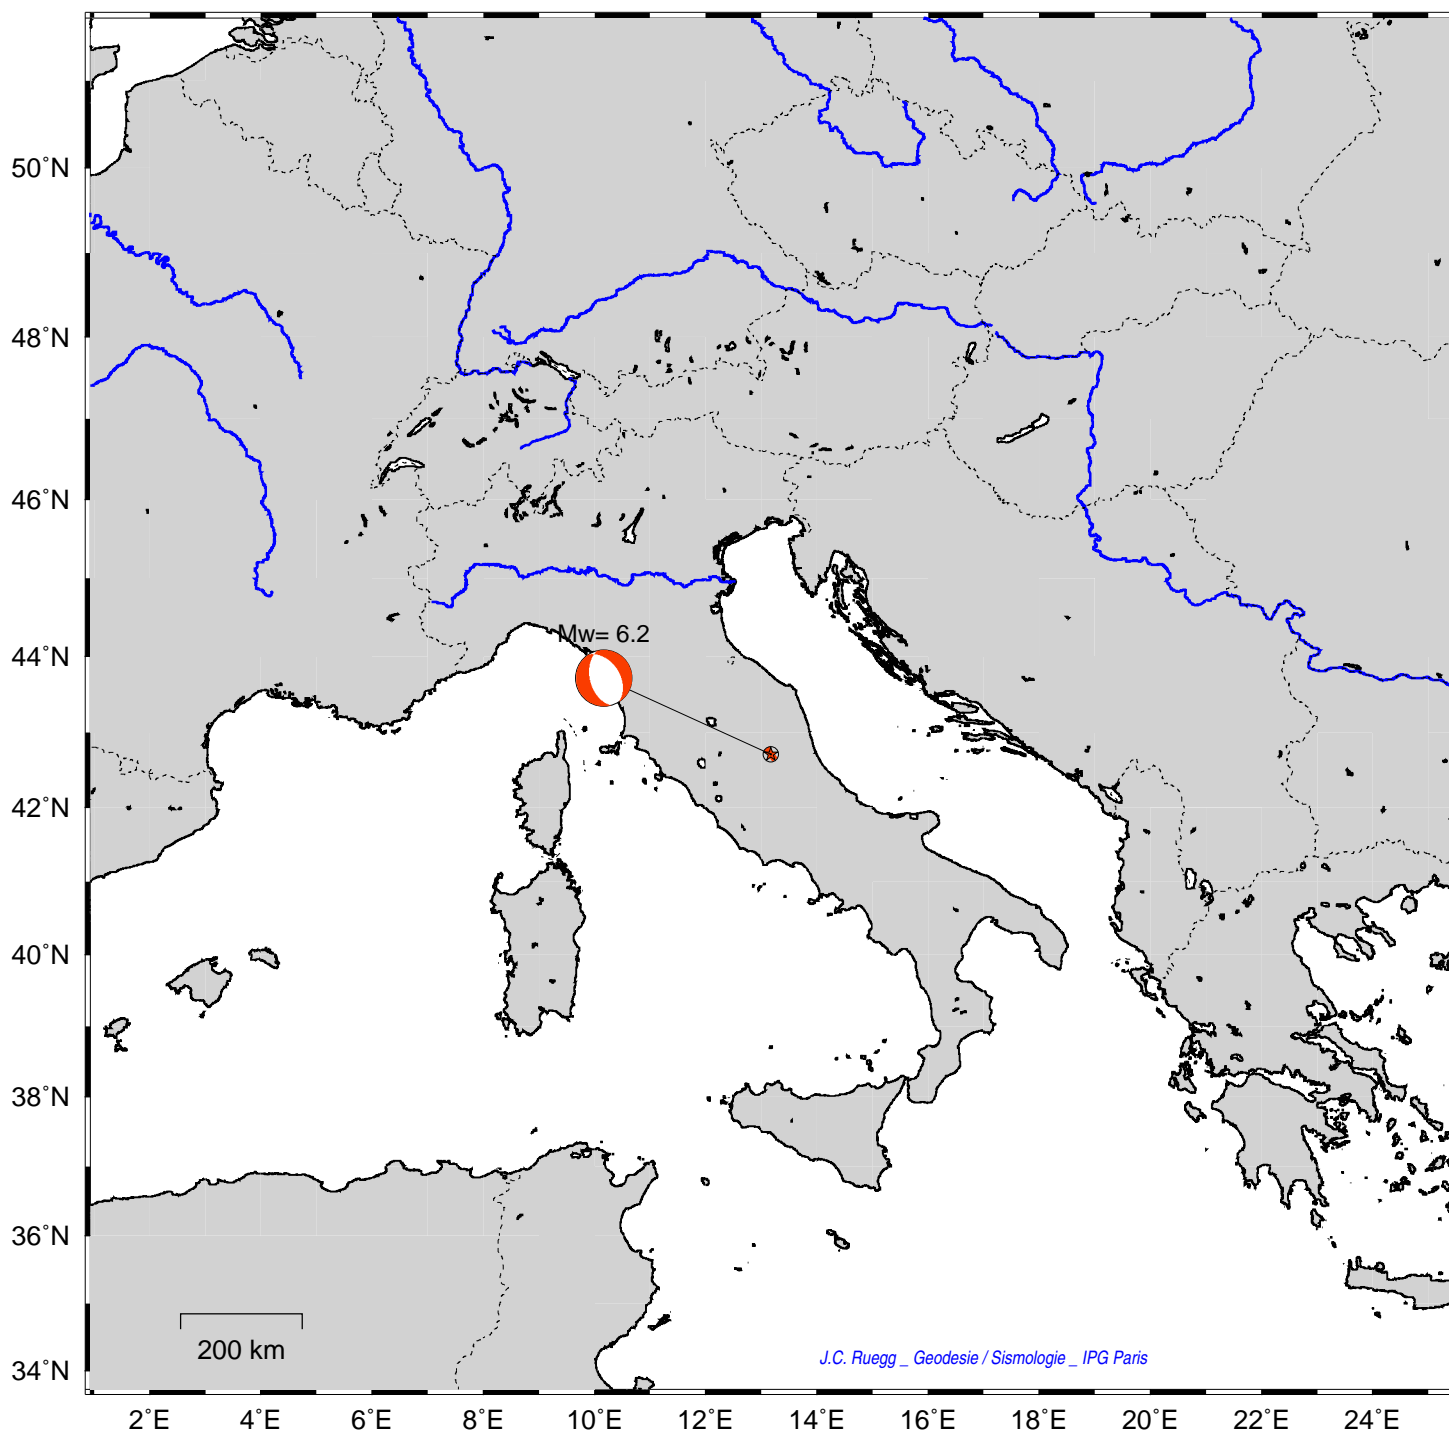 50°N
48°N
46°N
Mw= 6.2
44°N
42°N
40°N
38°N
36°N
200 km
J.C. Ruegg _ Geodesie / Sismologie _ IPG Paris
34°N
2°E 4°E 6°E 8°E 10°E 12°E 14°E 16°E 18°E 20°E 22°E 24°E